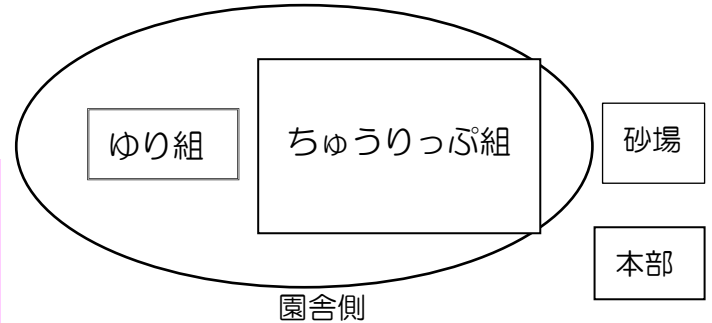 ゆり組
ちゅうりっぷ組
砂場
本部
園舎側